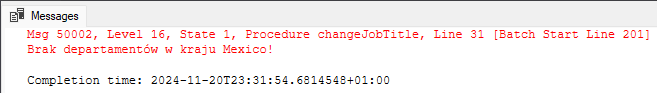 Messages
Msg 50002, Level 16, State 1, Procedure changeJobTitle, Line 31 [Batch Start Line 201]
Brak departamentów w kraju Mexico!
Completion time: 2024-11-20T23:31:54.6814548+01:00